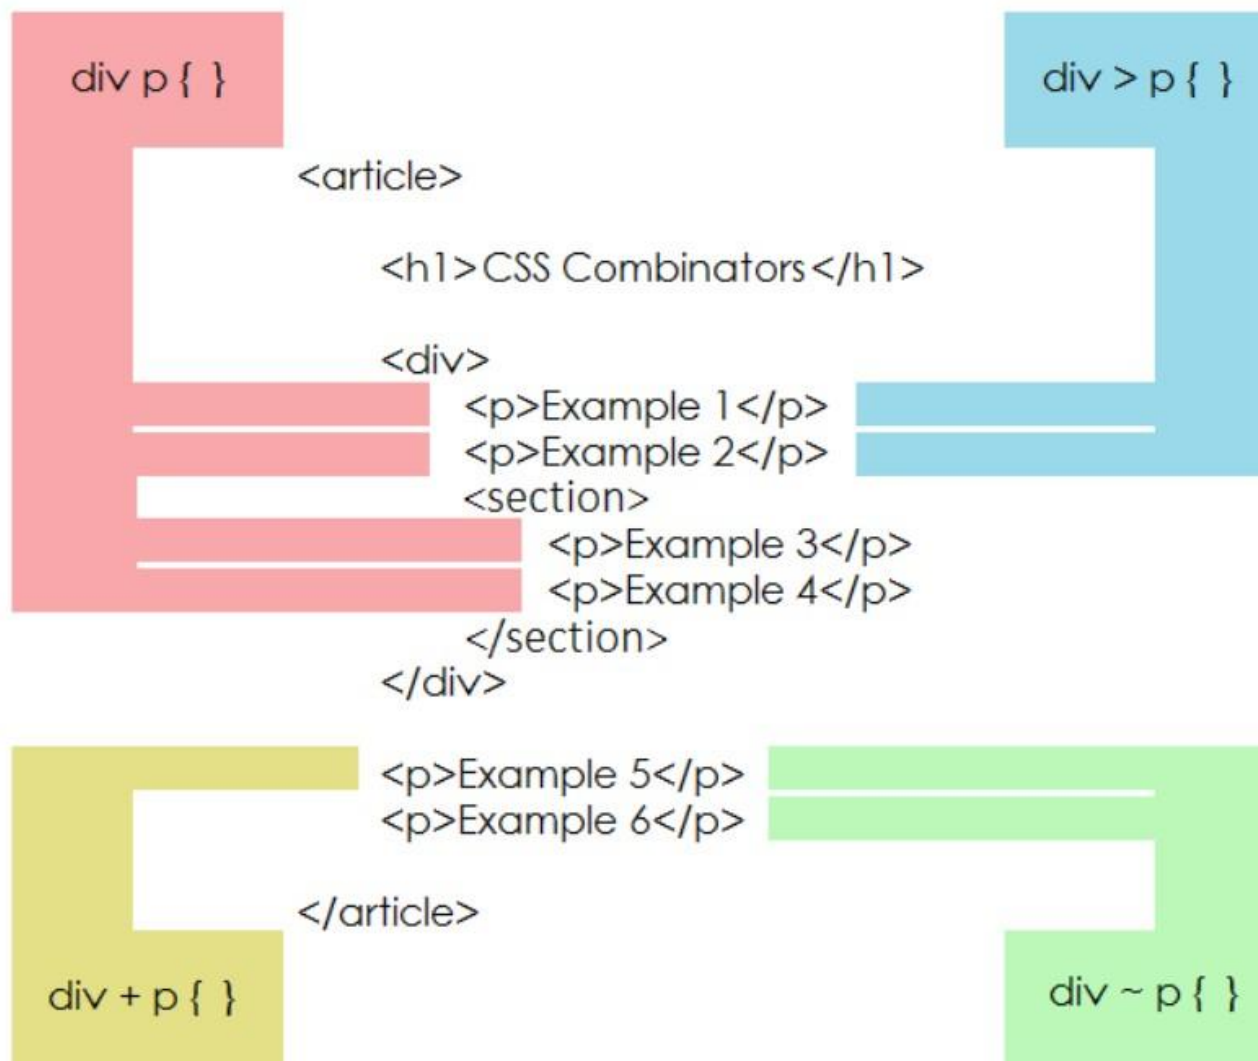 div p { }
div > p { }
<article>
<h1>CSS Combinators</h1>
<div>
<p>Example 1</p>
<p>Example 2</p>
<section>
<p>Example 3</p>
<p>Example 4</p>
</section>
</div>
<p>Example 5</p>
<p>Example 6</p>
</article>
div + p { }
div ~ p { }